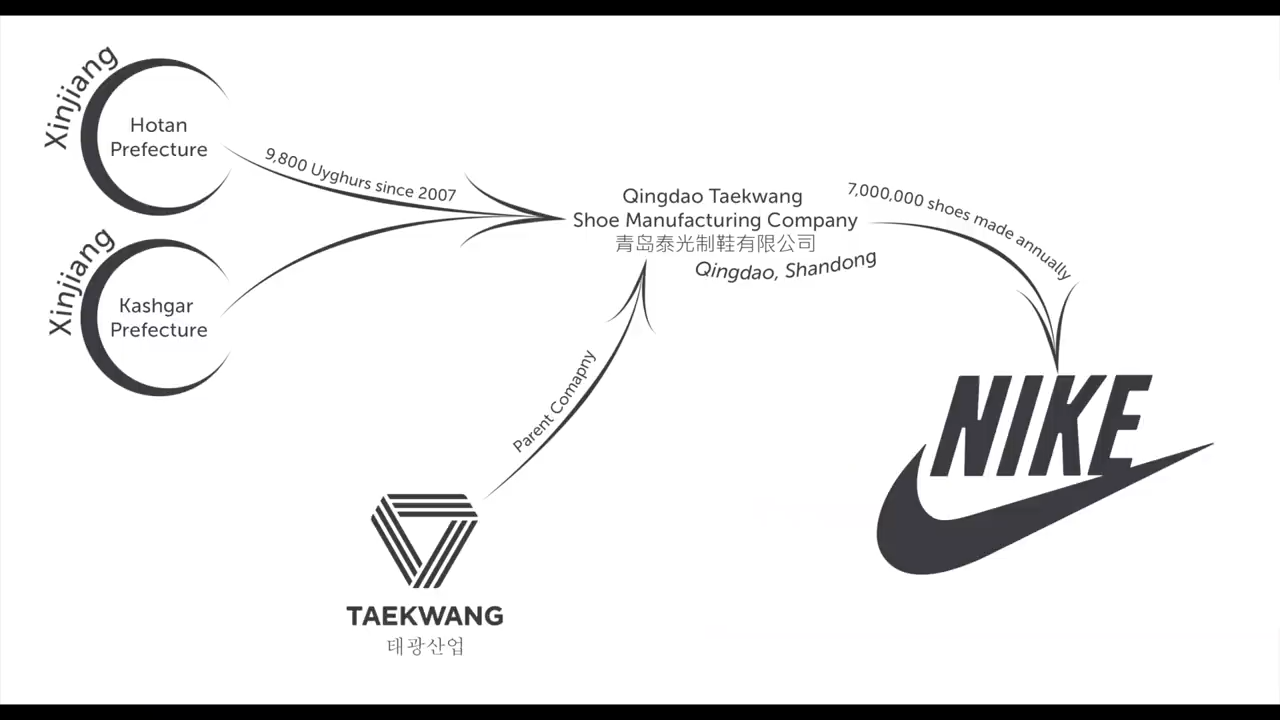 Xinjiang
Hotan
Prefecture
9,800 Uyghurs since 2007
Xinjiang
Kashgar
Prefecture
Qingdao Taekwang
Shoe Manufacturing Company
青岛泰光制鞋有限公司
Qingdao, Shandong
7,000,000 shoes made annually
Parent Comapny
NIKE
TAEKWANG
태광산업